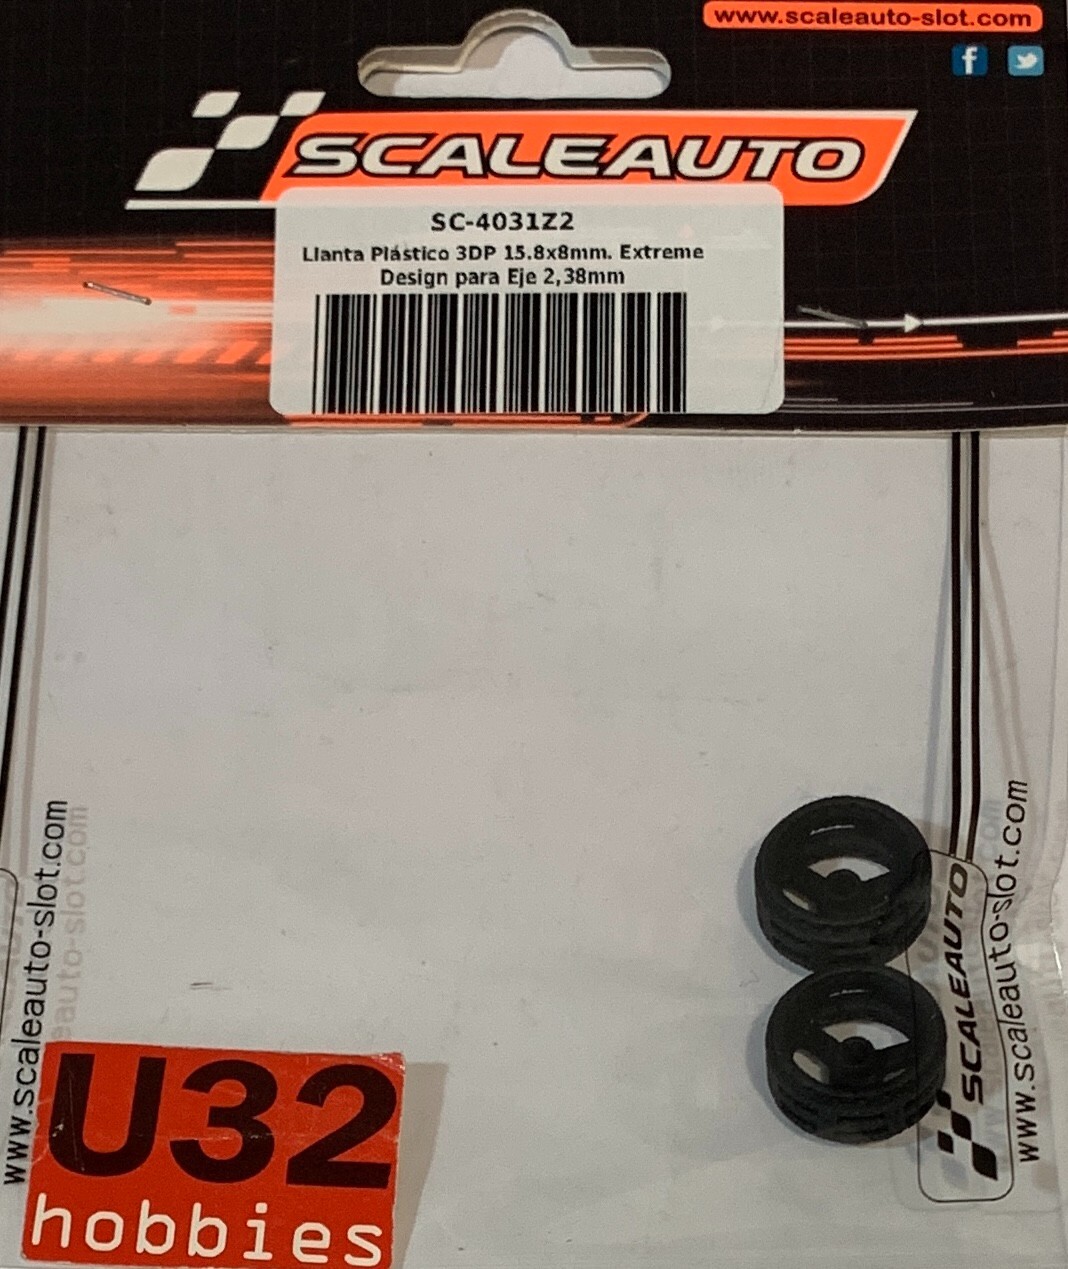 www.scaleauto-slot.com
SCALEAUTO
SC-4031Z2
Llanta Plástico 3DP 15.8x8mm. Extreme
Design para Eje 2,38mm
www.scaleauto-slot.com
SCALEAUTO
www.scaleauto-slot.com
U32
hobbies